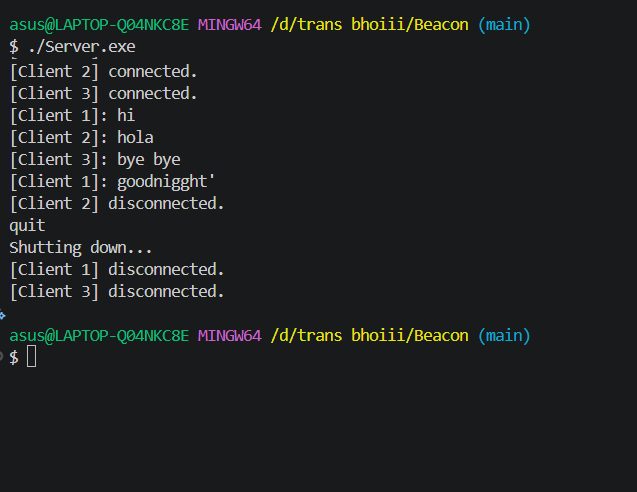 asus@LAPTOP-Q04NKC8E MINGW64 /d/trans bhoiii/Beacon (main)
$ ./Server.exe
[Client 2] connected.
[Client 3] connected.
[Client 1]: hi
[Client 2]: hola
[Client 3]: bye bye
[Client 1]: goodnigght'
[Client 2] disconnected.
quit
Shutting down...
[Client 1] disconnected.
[Client 3] disconnected.
asus@LAPTOP-Q04NKC8E MINGW64 /d/trans bhoiii/Beacon (main)
$